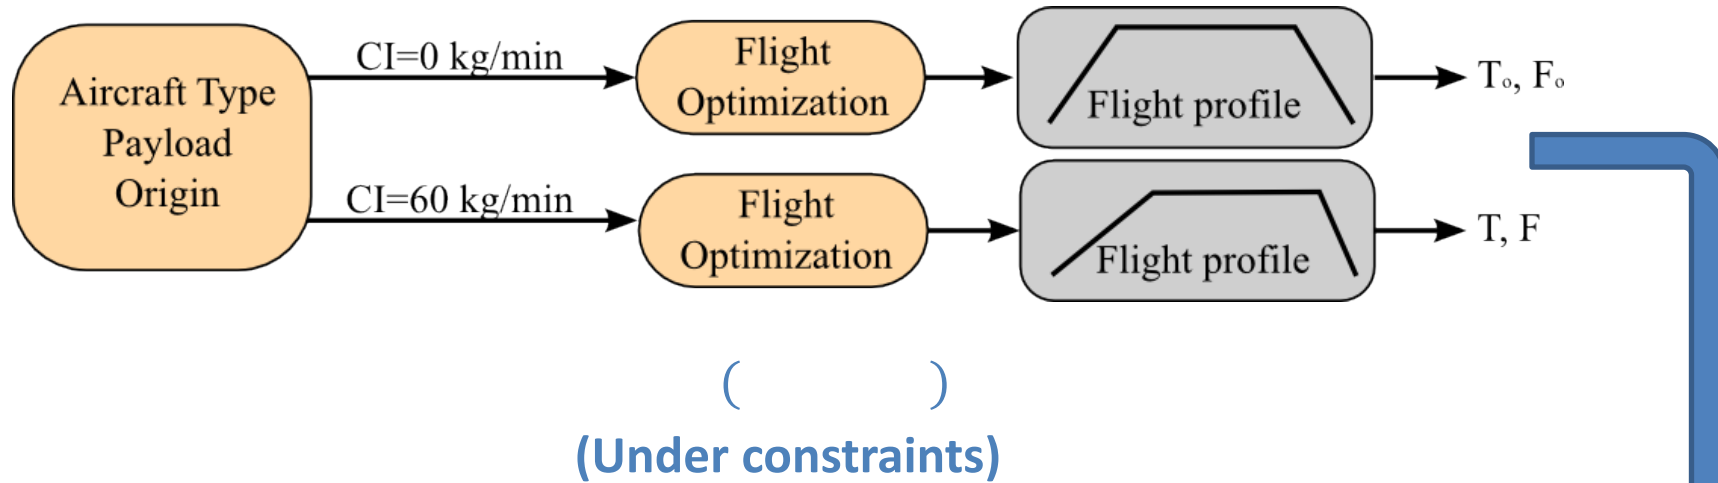 Aircraft Type
Payload
Origin
CI=0 kg/min
Flight
Optimization
Flight profile
Tₒ, Fₒ
CI=60 kg/min
Flight
Optimization
Flight profile
T, F
( )
(Under constraints)